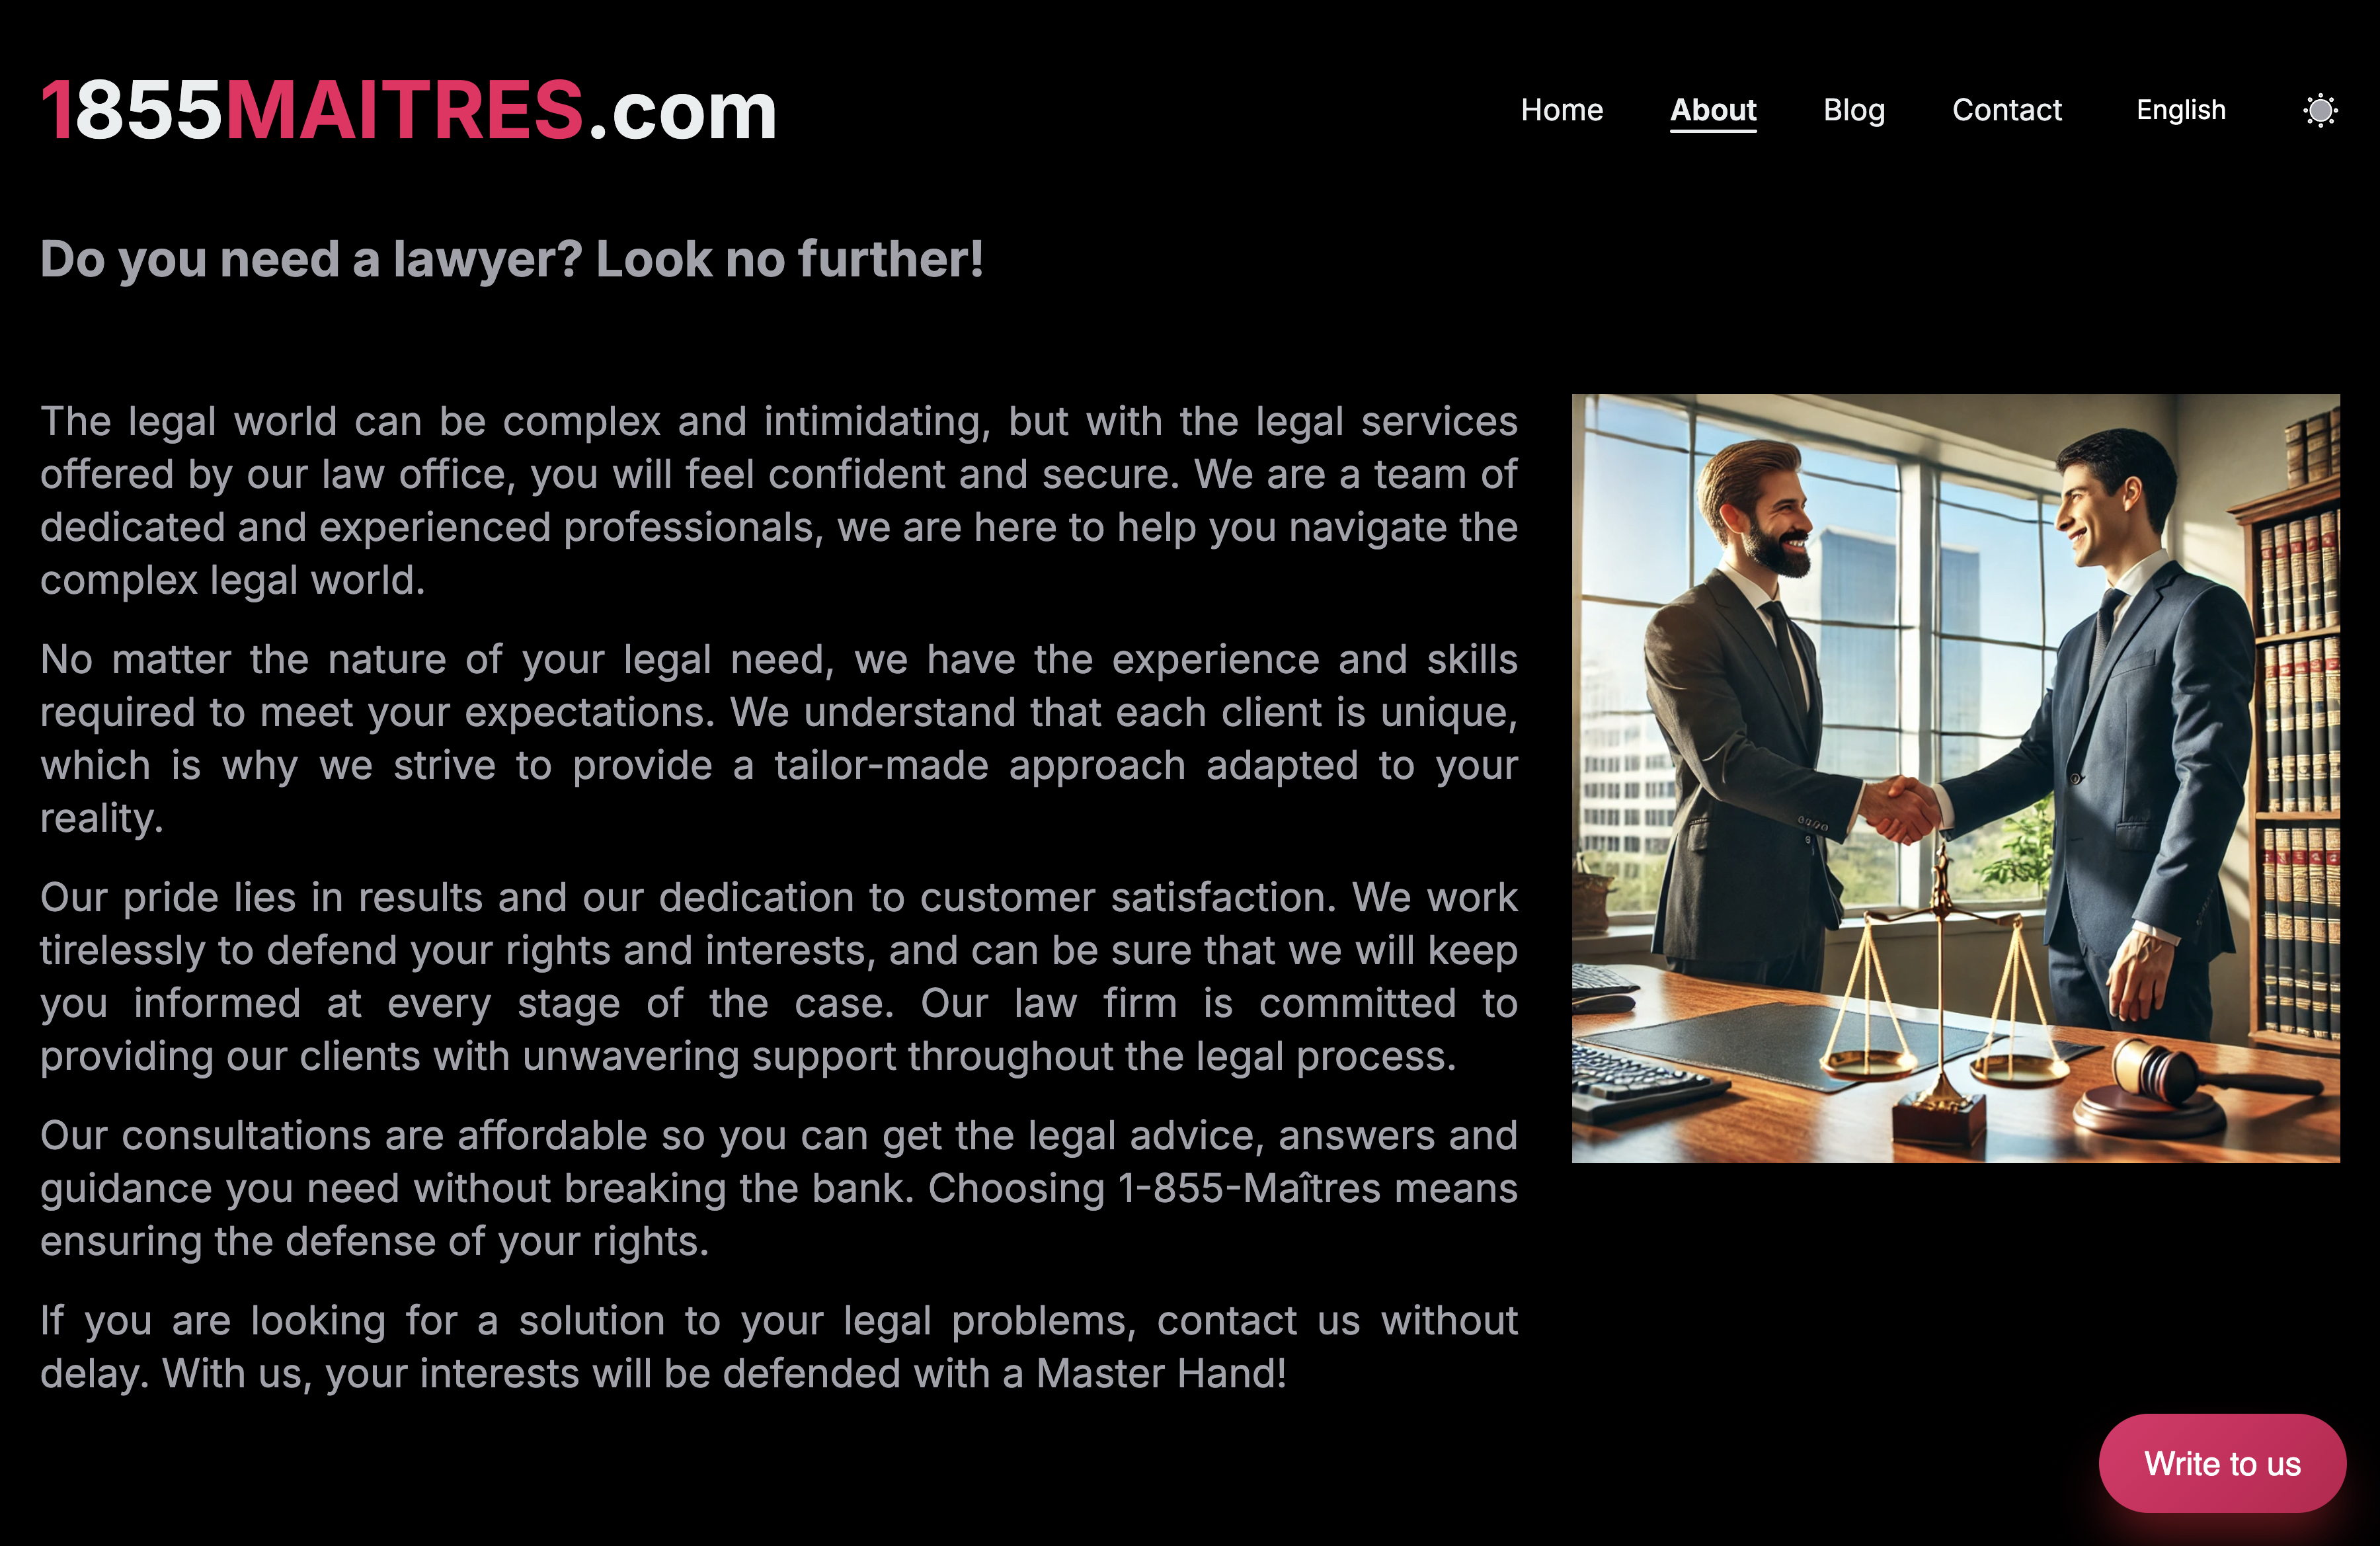 1855MAITRES.com
Home About Blog Contact English
Do you need a lawyer? Look no further!
The legal world can be complex and intimidating, but with the legal services
offered by our law office, you will feel confident and secure. We are a team of
dedicated and experienced professionals, we are here to help you navigate the
complex legal world.
No matter the nature of your legal need, we have the experience and skills
required to meet your expectations. We understand that each client is unique,
which is why we strive to provide a tailor-made approach adapted to your
reality.
Our pride lies in results and our dedication to customer satisfaction. We work
tirelessly to defend your rights and interests, and can be sure that we will keep
you informed at every stage of the case. Our law firm is committed to
providing our clients with unwavering support throughout the legal process.
Our consultations are affordable so you can get the legal advice, answers and
guidance you need without breaking the bank. Choosing 1-855-Maîtres means
ensuring the defense of your rights.
If you are looking for a solution to your legal problems, contact us without
delay. With us, your interests will be defended with a Master Hand!
Write to us